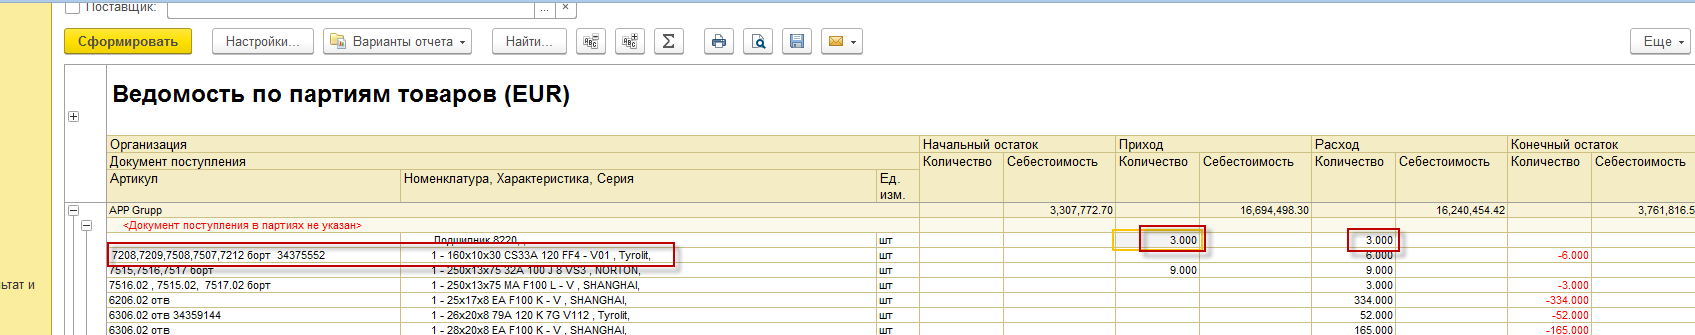 Поставщик:
... ×
Сформировать Настройки... Варианты отчета Найти... Еще
Ведомость по партиям товаров (EUR)
Организация Начальный остаток Приход Расход Конечный остаток
Документ поступления Количество Себестоимость Количество Себестоимость Количество Себестоимость Количество Себестоимость
Артикул Номенклатура, Характеристика, Серия Ед. изм.
APP Grupp 3,307,772.70 16,694,498.30 16,240,454.42 3,761,816.5
<Документ поступления в партиях не указан>
Подшипник 8220, шт 3.000 3.000
7208,7209,7508,7507,7212 борт 34375552 1 - 160x10x30 CS33A 120 FF4 - V01 , Tyrolit, шт 6.000 -6.000
7515,7516,7517 борт 1 - 250x13x75 32A 100 J 8 VS3 , NORTON, шт 9.000 9.000
7516.02 , 7515.02, 7517.02 борт 1 - 250x13x75 MA F100 L - V , SHANGHAI, шт 3.000 -3.000
6206.02 отв 1 - 25x17x8 EA F100 K - V , SHANGHAI, шт 334.000 -334.000
ьтат и
6306.02 отв 34359144 1 - 26x20x8 79A 120 K 7G V112 , Tyrolit, шт 52.000 -52.000
6306.02 отв 1 - 28x20x8 EA F100 K - V , SHANGHAI, шт 165.000 -165.000